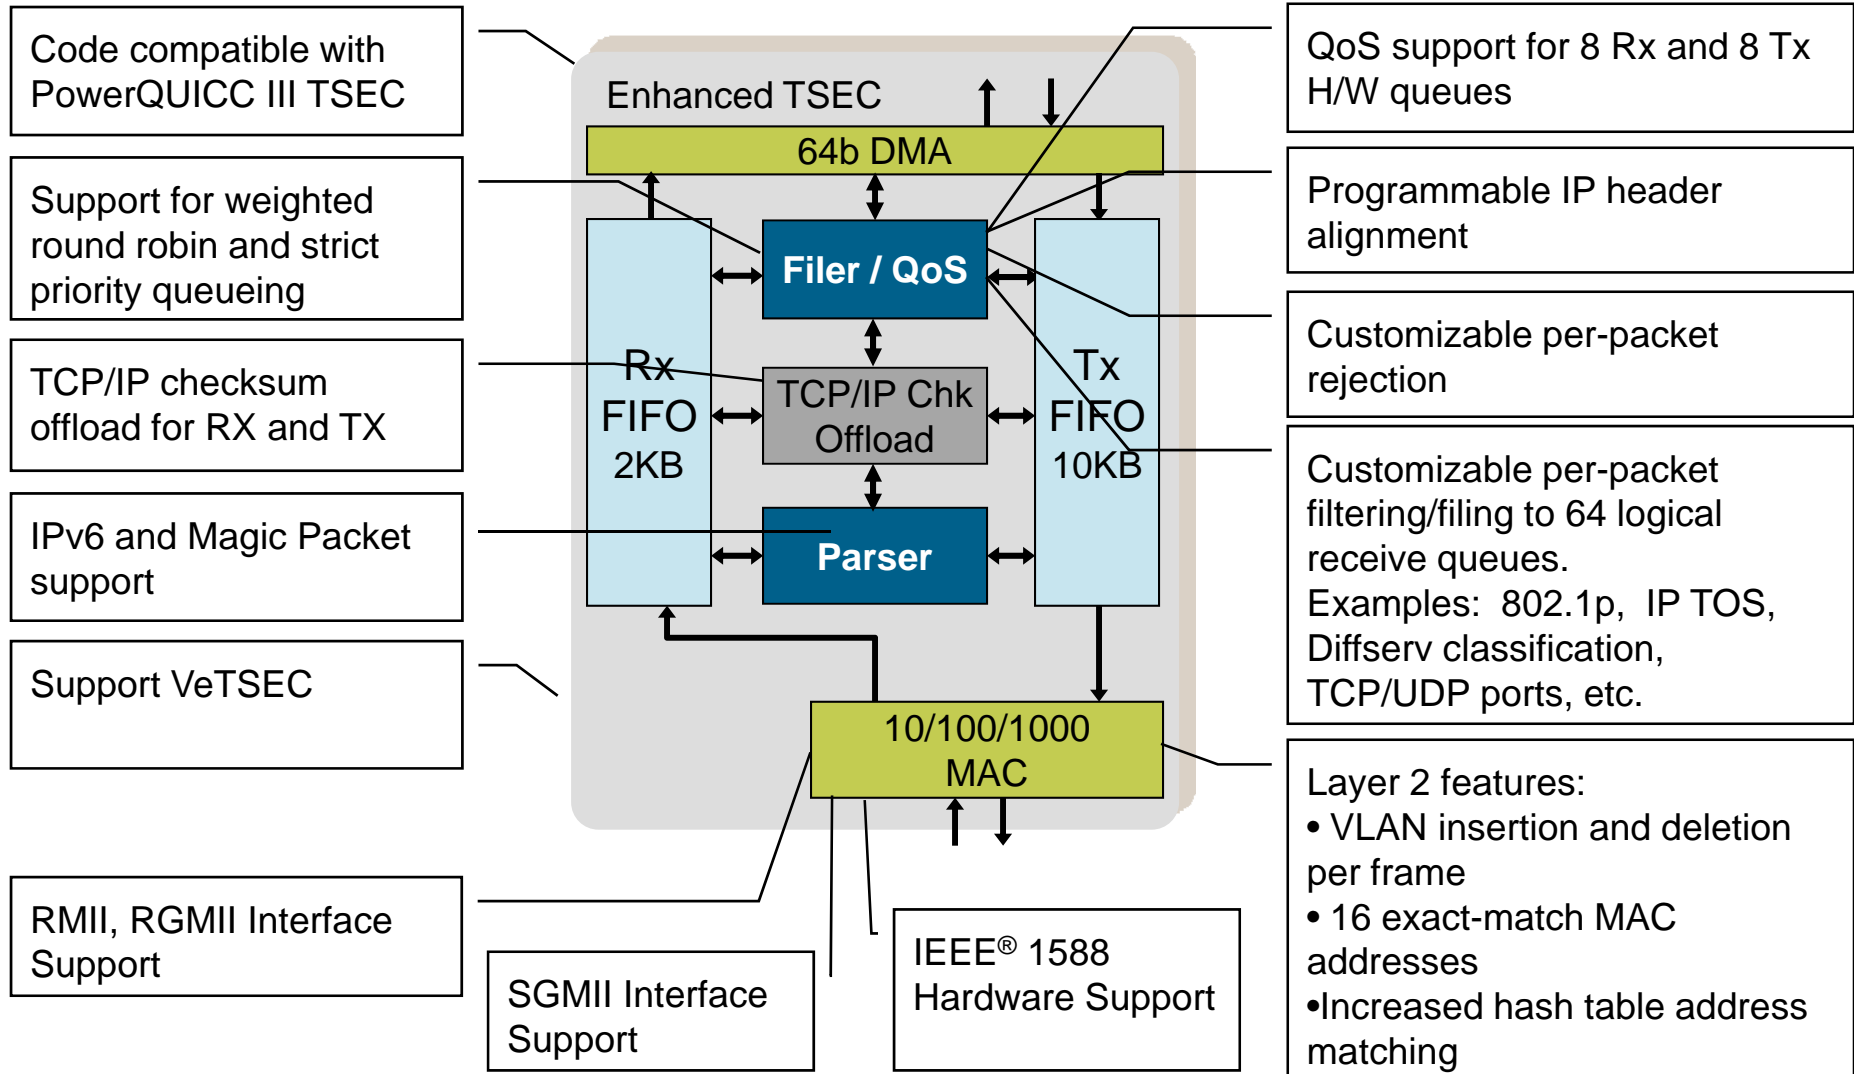 Code compatible with
PowerQUICC III TSEC
Support for weighted
round robin and strict
priority queueing
TCP/IP checksum
offload for RX and TX
IPv6 and Magic Packet
support
Support VeTSEC
RMII, RGMII Interface
Support
SGMII Interface
Support
IEEE® 1588
Hardware Support
Enhanced TSEC
64b DMA
Filer / QoS
Rx
FIFO
2KB
TCP/IP Chk
Offload
Tx
FIFO
10KB
Parser
10/100/1000
MAC
QoS support for 8 Rx and 8 Tx
H/W queues
Programmable IP header
alignment
Customizable per-packet
rejection
Customizable per-packet
filtering/filing to 64 logical
receive queues.
Examples:  802.1p,  IP TOS,
Diffserv classification,
TCP/UDP ports, etc.
Layer 2 features:
• VLAN insertion and deletion
per frame
• 16 exact-match MAC
addresses
•Increased hash table address
matching